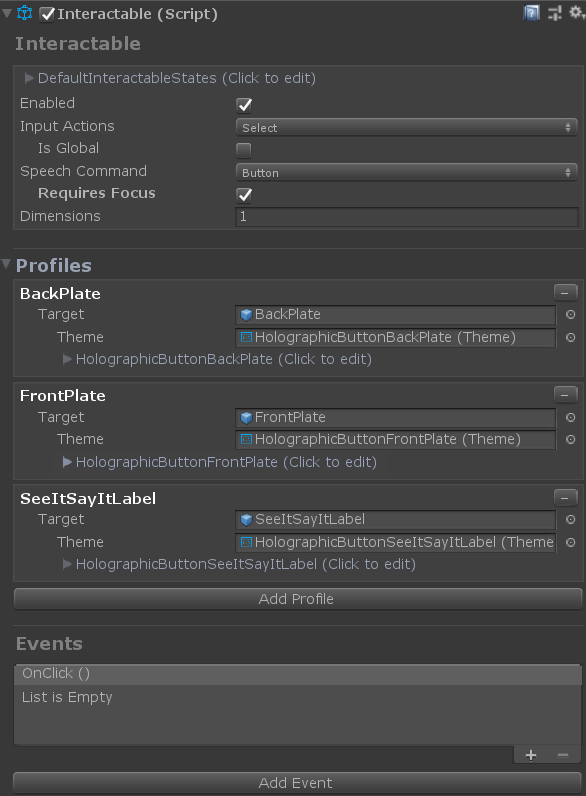 Interactable (Script)
Interactable
DefaultInteractableStates (Click to edit)
Enabled
Input Actions Select
Is Global
Speech Command Button
Requires Focus
Dimensions 1
Profiles
BackPlate
Target BackPlate
Theme HolographicButtonBackPlate (Theme)
HolographicButtonBackPlate (Click to edit)
FrontPlate
Target FrontPlate
Theme HolographicButtonFrontPlate (Theme)
HolographicButtonFrontPlate (Click to edit)
SeeItSayItLabel
Target SeeItSayItLabel
Theme HolographicButtonSeeItSayItLabel (Theme
HolographicButtonSeeItSayItLabel (Click to edit)
Add Profile
Events
OnClick ()
List is Empty
Add Event